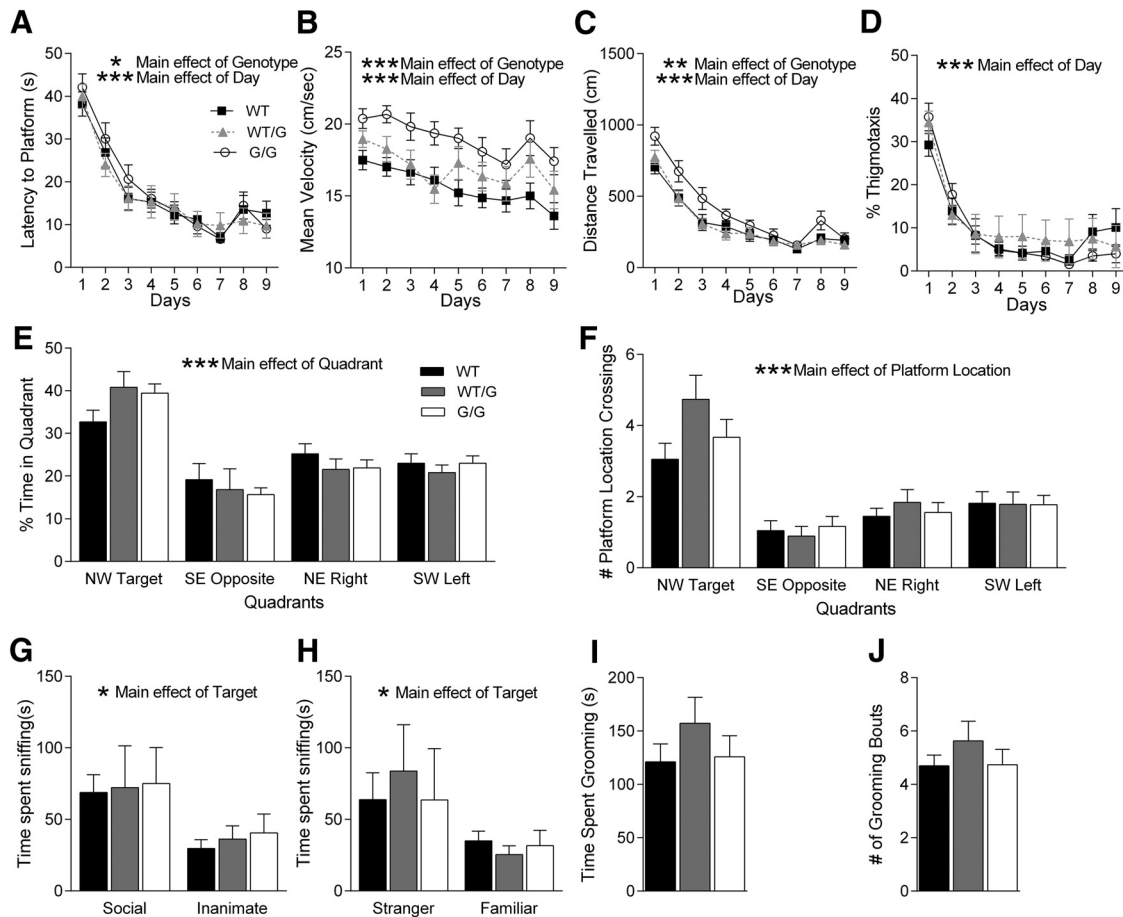 A
Latency to Platform (s)
50
40
30
20
10
0
* Main effect of Genotype
*** Main effect of Day
WT
WT/G
G/G
1 2 3 4 5 6 7 8 9
Days
B
Mean Velocity (cm/sec)
25
20
15
10
*** Main effect of Genotype
*** Main effect of Day
1 2 3 4 5 6 7 8 9
Days
C
Distance Travelled (cm)
1500
1000
500
0
** Main effect of Genotype
*** Main effect of Day
1 2 3 4 5 6 7 8 9
Days
D
% Thigmotaxis
50
40
30
20
10
0
*** Main effect of Day
1 2 3 4 5 6 7 8 9
Days
E
% Time in Quadrant
50
40
30
20
10
0
*** Main effect of Quadrant
WT
WT/G
G/G
NW Target SE Opposite NE Right SW Left
Quadrants
F
# Platform Location Crossings
6
4
2
0
*** Main effect of Platform Location
NW Target SE Opposite NE Right SW Left
Quadrants
G
Time spent sniffing(s)
150
100
50
0
* Main effect of Target
Social Inanimate
H
Time spent sniffing(s)
150
100
50
0
* Main effect of Target
Stranger Familiar
I
Time Spent Grooming (s)
200
150
100
50
0
J
# of Grooming Bouts
8
6
4
2
0